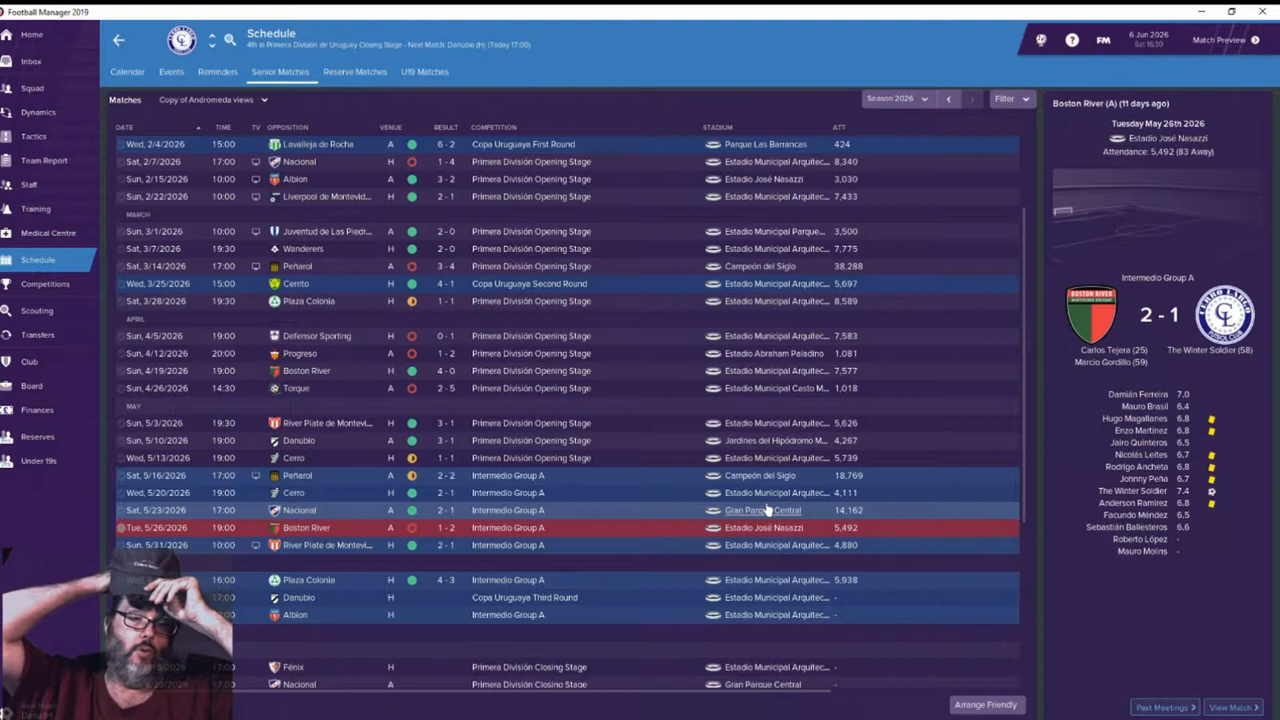 Football Manager 2019
Home
Inbox
Squad
Dynamics
Tactics
Team Report
Staff
Training
Medical Centre
Schedule
Competitions
Scouting
Transfers
Club
Board
Finances
Reserves
Under 19s
Schedule
4th in Primera División de Uruguay Closing Stage - Next Match: Danubio (H) (Today 17:00)
6 Jun 2026
Sat 16:30
Match Preview
FM
Calendar Events Reminders Senior Matches Reserve Matches U19 Matches
Matches Copy of Andromeda views Season 2026 Filter
DATE TIME TV OPPOSITION VENUE RESULT COMPETITION STADIUM ATT
Wed, 2/4/2026 15:00 Lavalleja de Rocha A 6 - 2 Copa Uruguaya First Round Parque Las Barrancas 424
Sat, 2/7/2026 17:00 Nacional H 1 - 4 Primera División Opening Stage Estadio Municipal Arquitec... 8,340
Sun, 2/15/2026 10:00 Albion A 3 - 2 Primera División Opening Stage Estadio José Nasazzi 3,030
Sun, 2/22/2026 10:00 Liverpool de Montevid... H 2 - 1 Primera División Opening Stage Estadio Municipal Arquitec... 7,433
MARCH
Sun, 3/1/2026 10:00 Juventud de Las Piedr... A 2 - 0 Primera División Opening Stage Estadio Municipal Parque... 3,500
Sat, 3/7/2026 19:30 Wanderers H 2 - 0 Primera División Opening Stage Estadio Municipal Arquitec... 7,775
Sat, 3/14/2026 17:00 Peñarol A 3 - 4 Primera División Opening Stage Campeón del Siglo 38,288
Wed, 3/25/2026 15:00 Cerrito H 4 - 1 Copa Uruguaya Second Round Estadio Municipal Arquitec... 5,697
Sat, 3/28/2026 19:30 Plaza Colonia H 1 - 1 Primera División Opening Stage Estadio Municipal Arquitec... 8,589
APRIL
Sun, 4/5/2026 19:00 Defensor Sporting H 0 - 1 Primera División Opening Stage Estadio Municipal Arquitec... 7,583
Sun, 4/12/2026 20:00 Progreso A 1 - 2 Primera División Opening Stage Estadio Abraham Paladino 1,081
Sun, 4/19/2026 19:00 Boston River H 4 - 0 Primera División Opening Stage Estadio Municipal Arquitec... 7,577
Sun, 4/26/2026 14:30 Torque A 2 - 5 Primera División Opening Stage Estadio Municipal Casto M... 1,018
MAY
Sun, 5/3/2026 19:30 River Plate de Montevi... H 3 - 1 Primera División Opening Stage Estadio Municipal Arquitec... 5,626
Sun, 5/10/2026 19:00 Danubio A 3 - 1 Primera División Opening Stage Jardines del Hipódromo M... 4,267
Wed, 5/13/2026 19:00 Cerro H 1 - 1 Primera División Opening Stage Estadio Municipal Arquitec... 5,739
Sat, 5/16/2026 17:00 Peñarol A 2 - 2 Intermedio Group A Campeón del Siglo 18,769
Wed, 5/20/2026 19:00 Cerro H 2 - 1 Intermedio Group A Estadio Municipal Arquitec... 4,111
Sat, 5/23/2026 17:00 Nacional A 2 - 1 Intermedio Group A Gran Parque Central 14,162
Tue, 5/26/2026 19:00 Boston River A 1 - 2 Intermedio Group A Estadio José Nasazzi 5,492
Sun, 5/31/2026 10:00 River Plate de Montevi... H 2 - 1 Intermedio Group A Estadio Municipal Arquitec... 4,880
16:00 Plaza Colonia H 4 - 3 Intermedio Group A Estadio Municipal Arquitec... 5,938
17:00 Danubio H Copa Uruguaya Third Round Estadio Municipal Arquitec... -
Albion H Intermedio Group A Estadio Municipal Arquitec... -
Fénix H Primera División Closing Stage Estadio Municipal Arquitec... -
Nacional A Primera División Closing Stage Gran Parque Central -
Arrange Friendly
Boston River (A) (11 days ago)
Tuesday May 26th 2026
Estadio José Nasazzi
Attendance: 5,492 (83 Away)
Intermedio Group A
BOSTON RIVER
2 - 1
CERRO LARGO
FUTBOL CLUB
Carlos Tejera (25) The Winter Soldier (58)
Marcio Gordillo (59)
Damián Ferreira 7.0
Mauro Brasil 6.4
Hugo Magallanes 6.8
Enzo Martinez 6.8
Jairo Quinteros 6.5
Nicolás Leites 6.7
Rodrigo Ancheta 6.8
Johnny Peña 6.7
The Winter Soldier 7.4
Anderson Ramírez 6.8
Facundo Méndez 6.5
Sebastián Ballesteros 6.6
Roberto López -
Mauro Molins -
Past Meetings > View Match >